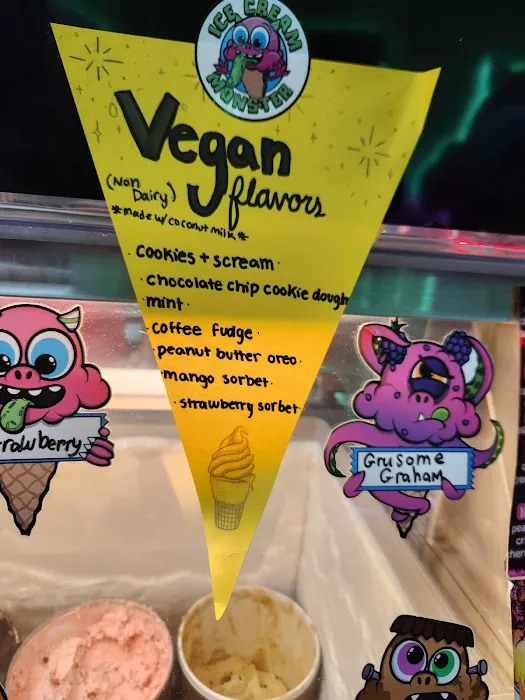 ICE CREAM
MONSTER
Vegan
(Non
Dairy)
flavors
*made w/coconut milk*
· Cookies + scream ·
· Chocolate chip cookie dough
· mint ·
· coffee fudge ·
· peanut butter oreo ·
· mango sorbet ·
· strawberry sorbet
rawberry
Grusome
Graham